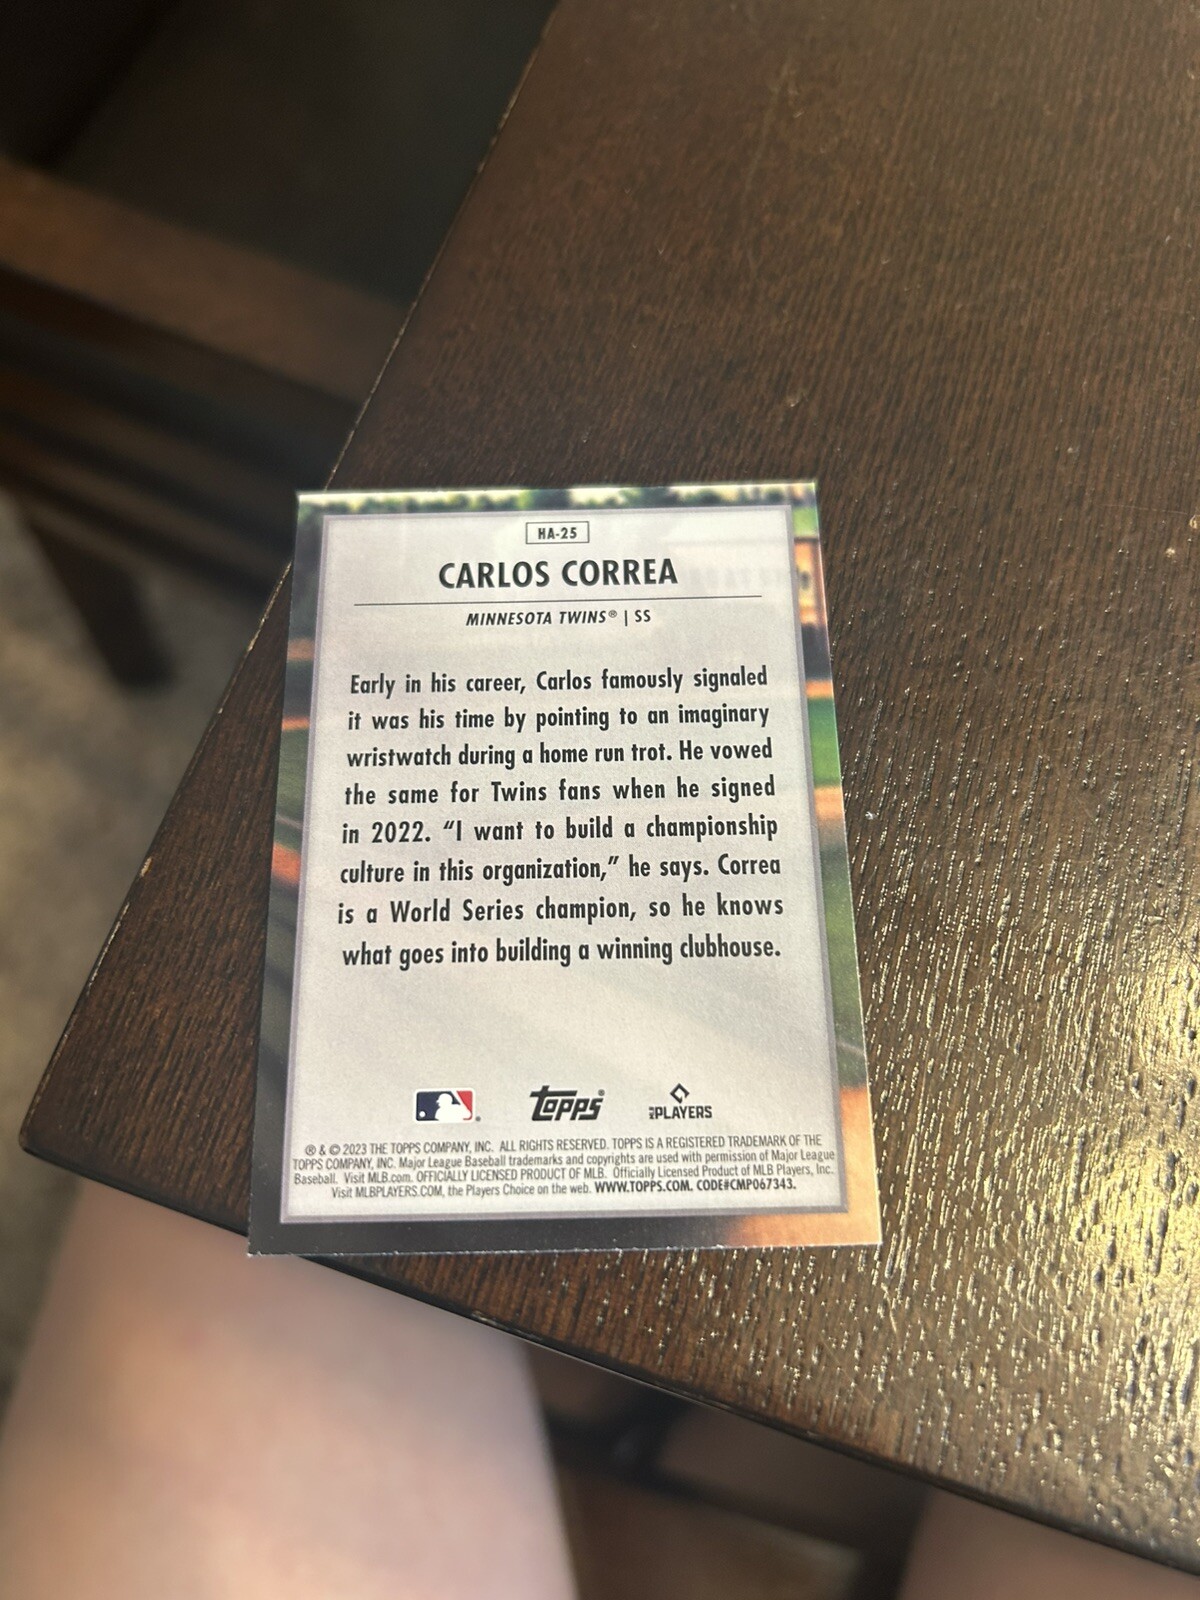 HA-25
CARLOS CORREA
MINNESOTA TWINS® | SS
Early in his career, Carlos famously signaled
it was his time by pointing to an imaginary
wristwatch during a home run trot. He vowed
the same for Twins fans when he signed
in 2022. “I want to build a championship
culture in this organization,” he says. Correa
is a World Series champion, so he knows
what goes into building a winning clubhouse.
topps® PLAYERS
® & © 2023 THE TOPPS COMPANY, INC. ALL RIGHTS RESERVED. TOPPS IS A REGISTERED TRADEMARK OF THE
TOPPS COMPANY, INC. Major League Baseball trademarks and copyrights are used with permission of Major League
Baseball. Visit MLB.com. OFFICIALLY LICENSED PRODUCT OF MLB. Officially Licensed Product of MLB Players, Inc.
Visit MLBPLAYERS.COM, the Players Choice on the web. WWW.TOPPS.COM. CODE#CMP067343.